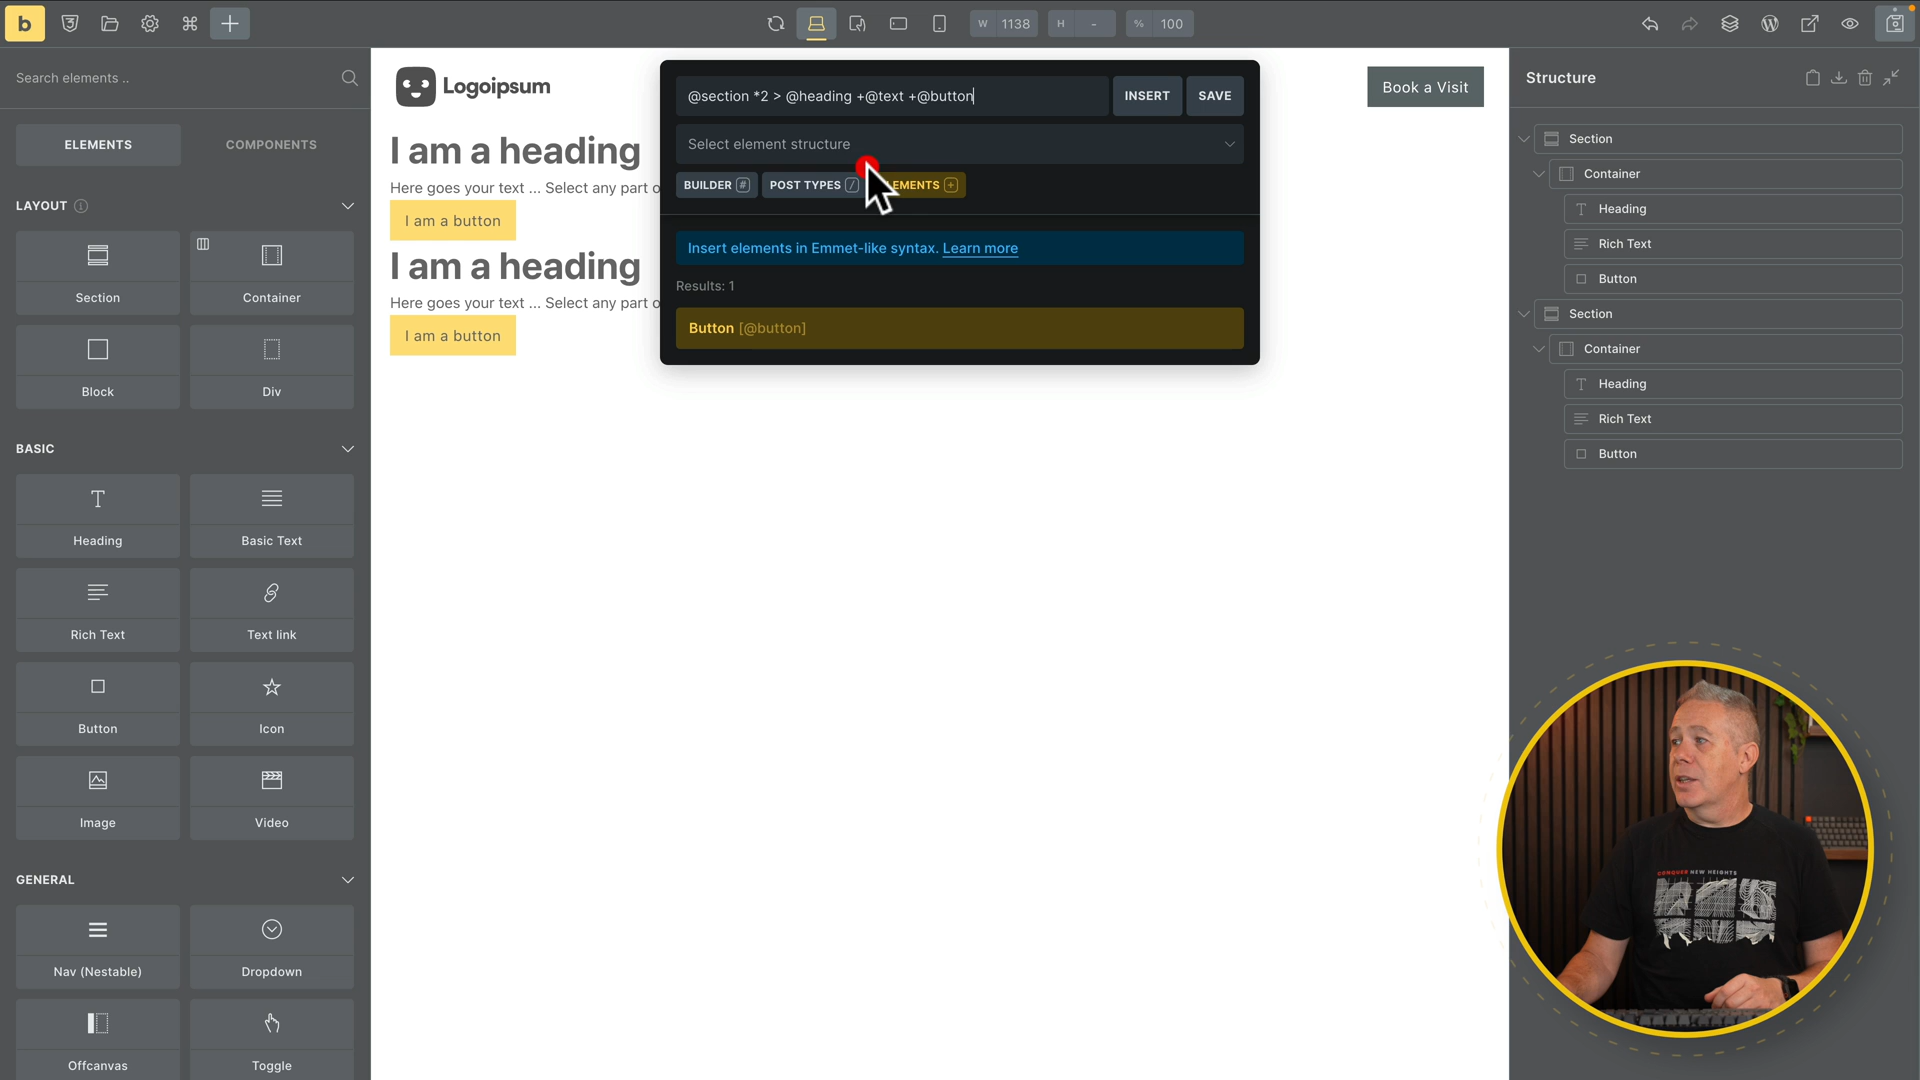 b
W 1138 H - % 100
Search elements ..
ELEMENTS COMPONENTS
LAYOUT
Section Container
Block Div
BASIC
Heading Basic Text
Rich Text Text link
Button Icon
Image Video
GENERAL
Nav (Nestable) Dropdown
Offcanvas Toggle
Logoipsum
Book a Visit
I am a heading
Here goes your text ... Select any part o
I am a button
I am a heading
Here goes your text ... Select any part o
I am a button
@section *2 > @heading +@text +@button
INSERT SAVE
Select element structure
BUILDER # POST TYPES / EMENTS +
Insert elements in Emmet-like syntax. Learn more
Results: 1
Button [@button]
Structure
Section
Container
Heading
Rich Text
Button
Section
Container
Heading
Rich Text
Button
CONQUER NEW HEIGHTS